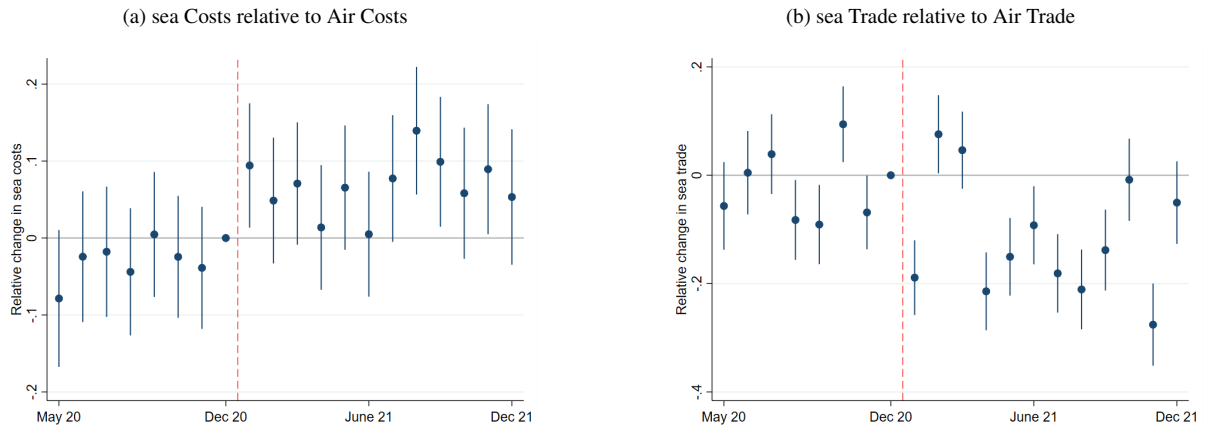 (a) sea Costs relative to Air Costs
Relative change in sea costs
.2
.1
0
-.1
-.2
May 20
Dec 20
June 21
Dec 21
(b) sea Trade relative to Air Trade
Relative change in sea trade
.2
0
-.2
-.4
May 20
Dec 20
June 21
Dec 21